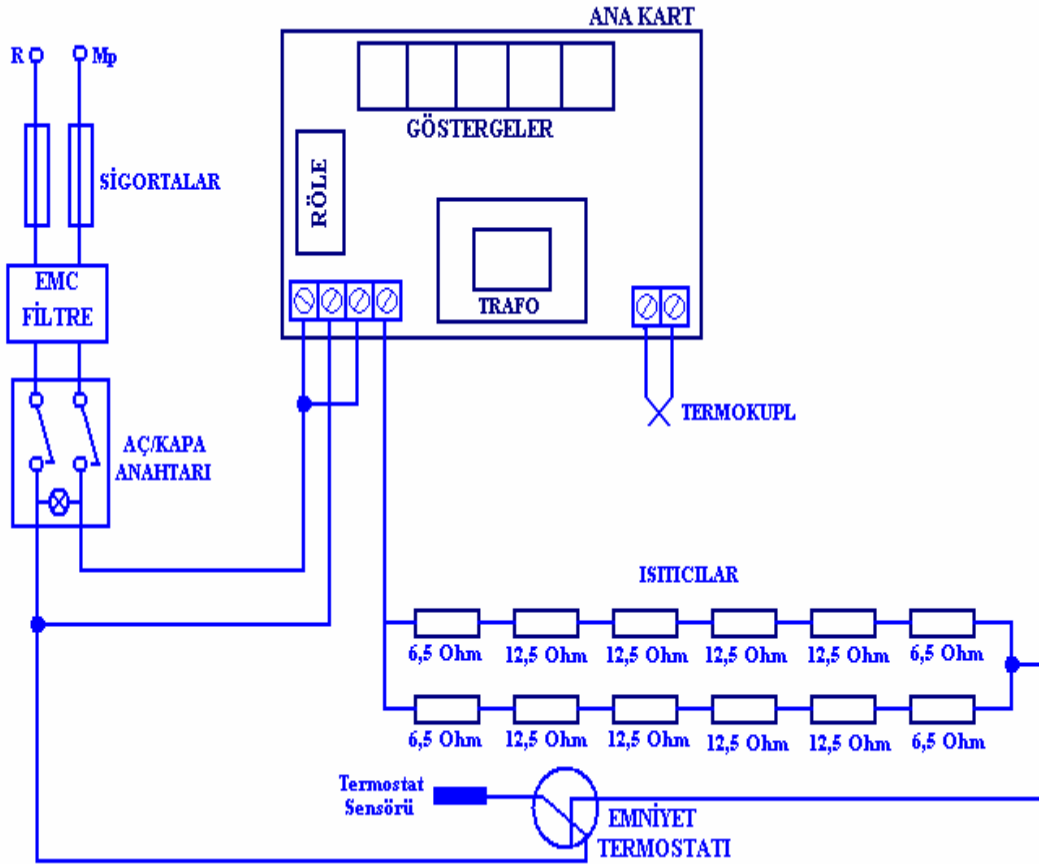 ANA KART
R
Mp
GÖSTERGELER
SİGORTALAR
RÖLE
EMC
FİLTRE
TRAFO
TERMOKUPL
AÇ/KAPA
ANAHTARI
ISITICILAR
6,5 Ohm 12,5 Ohm 12,5 Ohm 12,5 Ohm 12,5 Ohm 6,5 Ohm
6,5 Ohm 12,5 Ohm 12,5 Ohm 12,5 Ohm 12,5 Ohm 6,5 Ohm
Termostat
Sensörü
EMNİYET
TERMOSTATI